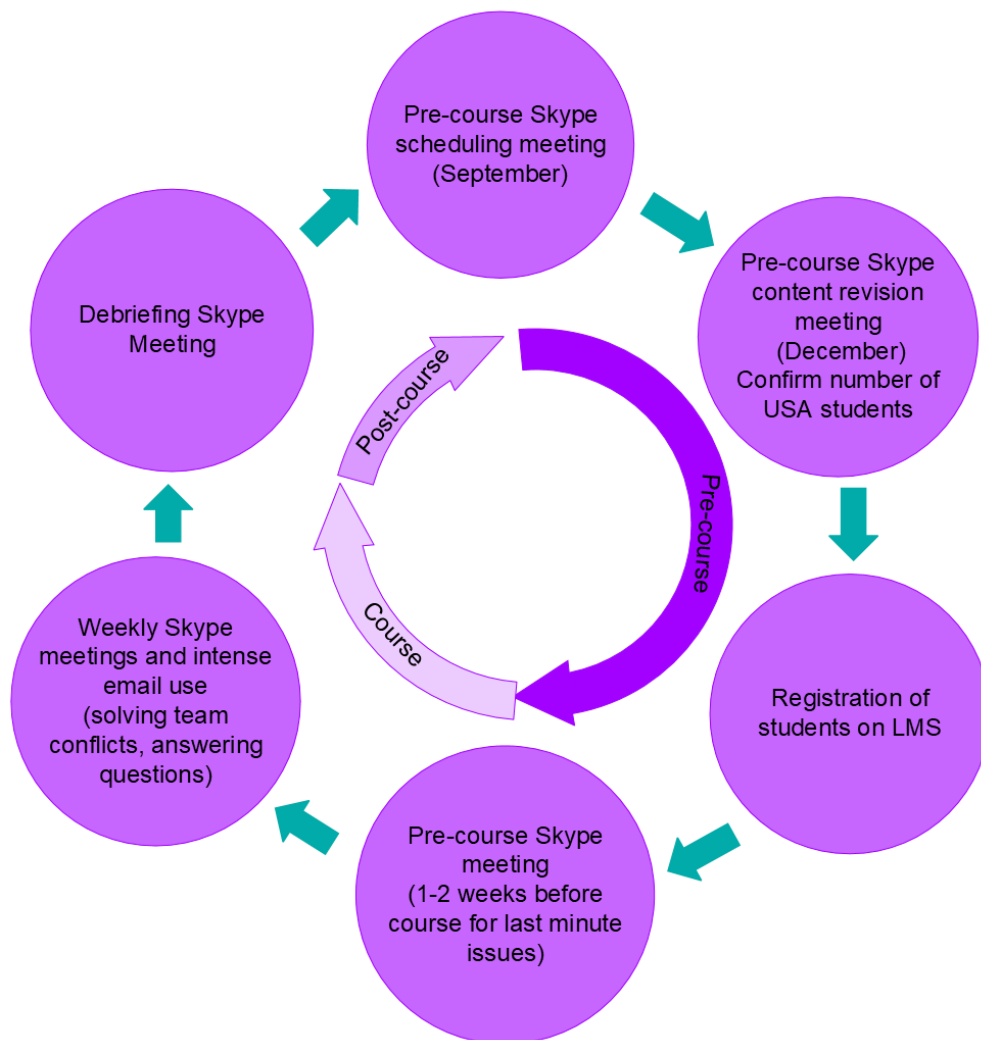 Pre-course Skype
scheduling meeting
(September)
Pre-course Skype
content revision
meeting
(December)
Confirm number of
USA students
Registration of
students on LMS
Pre-course Skype
meeting
(1-2 weeks before
course for last minute
issues)
Weekly Skype
meetings and intense
email use
(solving team
conflicts, answering
questions)
Debriefing Skype
Meeting
Pre-course
Course
Post-course